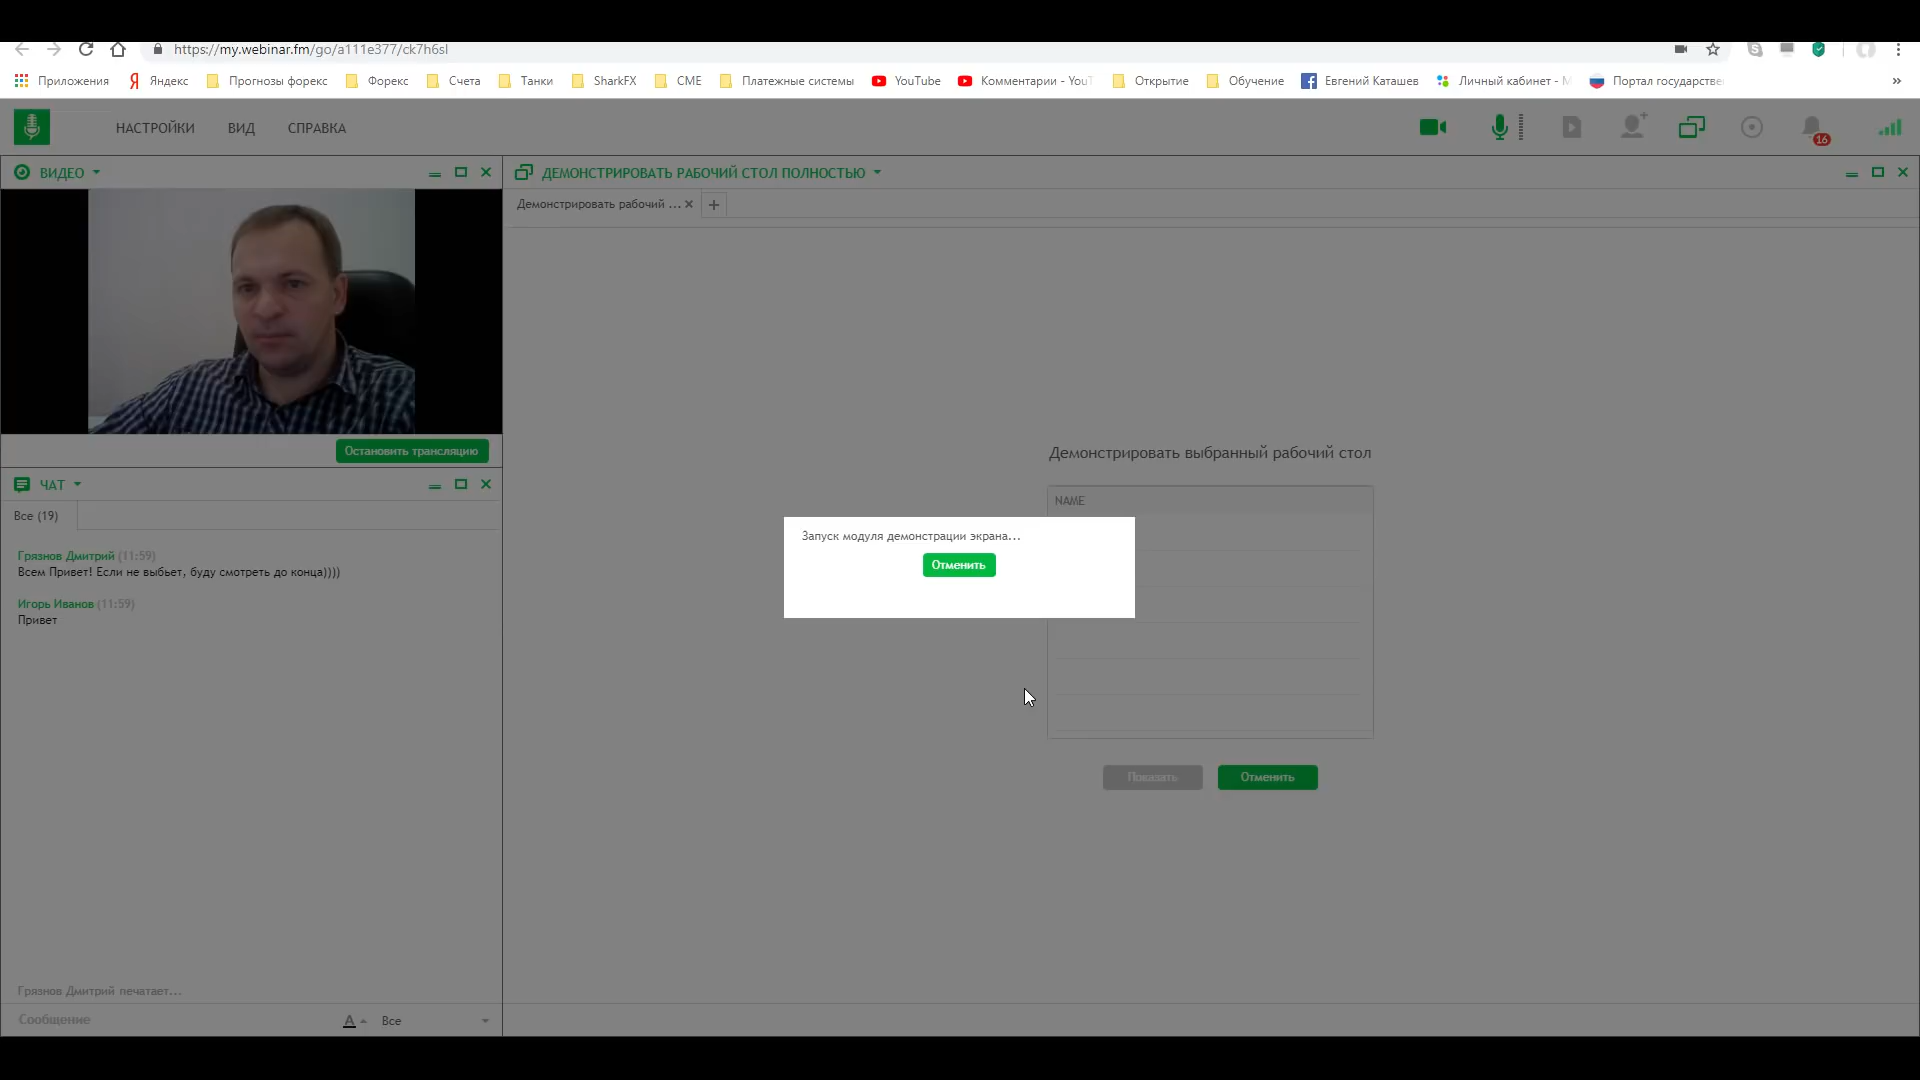 https://my.webinar.fm/go/a111e377/ck7h6sl
Приложения
Яндекс
Прогнозы форекс
Форекс
Счета
Танки
SharkFX
CME
Платежные системы
YouTube
Комментарии - YouT
Открытие
Обучение
Евгений Каташев
Личный кабинет - М
Портал государстве
»
НАСТРОЙКИ
ВИД
СПРАВКА
16
ВИДЕО
ДЕМОНСТРИРОВАТЬ РАБОЧИЙ СТОЛ ПОЛНОСТЬЮ
Демонстрировать рабочий ...
Остановить трансляцию
ЧАТ
Все (19)
Грязнов Дмитрий (11:59)
Всем Привет! Если не выбьет, буду смотреть до конца))))
Игорь Иванов (11:59)
Привет
Грязнов Дмитрий печатает...
Сообщение
A
Все
Демонстрировать выбранный рабочий стол
NAME
Запуск модуля демонстрации экрана...
Отменить
Показать
Отменить